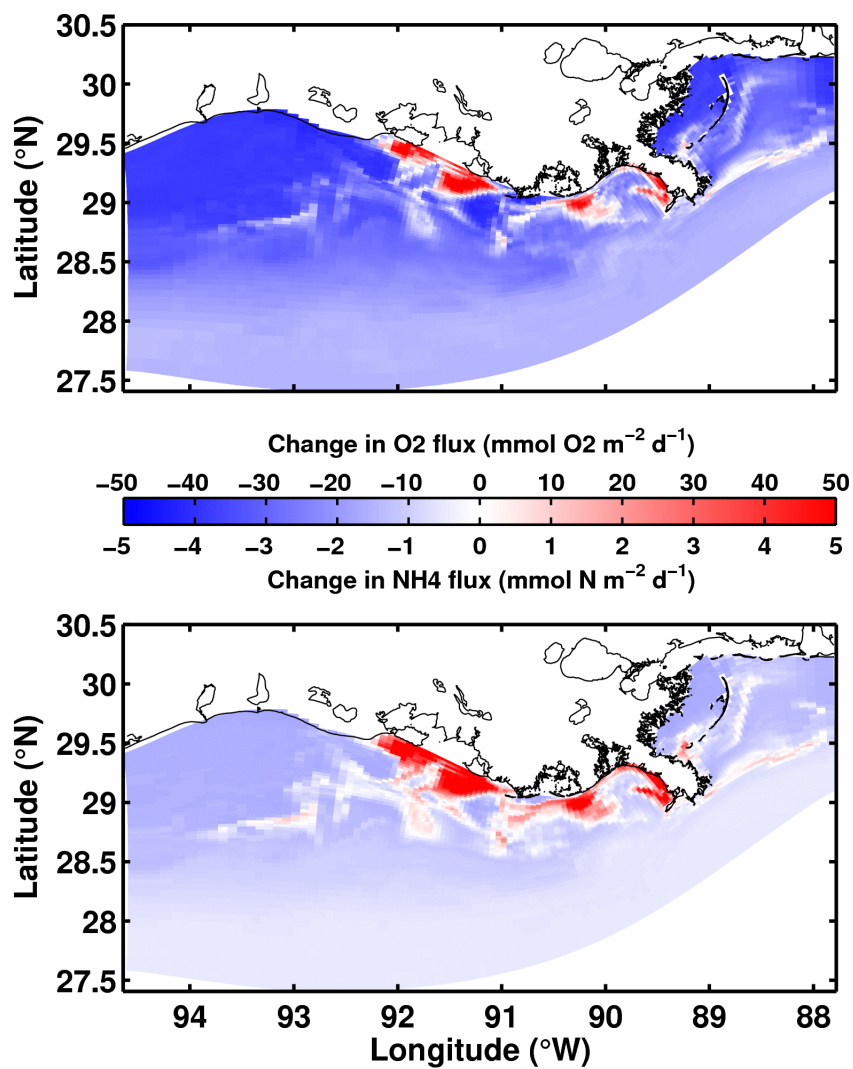 30.5
30
29.5
29
28.5
28
27.5
Latitude (°N)
Change in O2 flux (mmol O2 m−2 d−1)
−50 −40 −30 −20 −10 0 10 20 30 40 50
−5 −4 −3 −2 −1 0 1 2 3 4 5
Change in NH4 flux (mmol N m−2 d−1)
30.5
30
29.5
29
28.5
28
27.5
Latitude (°N)
94 93 92 91 90 89 88
Longitude (°W)